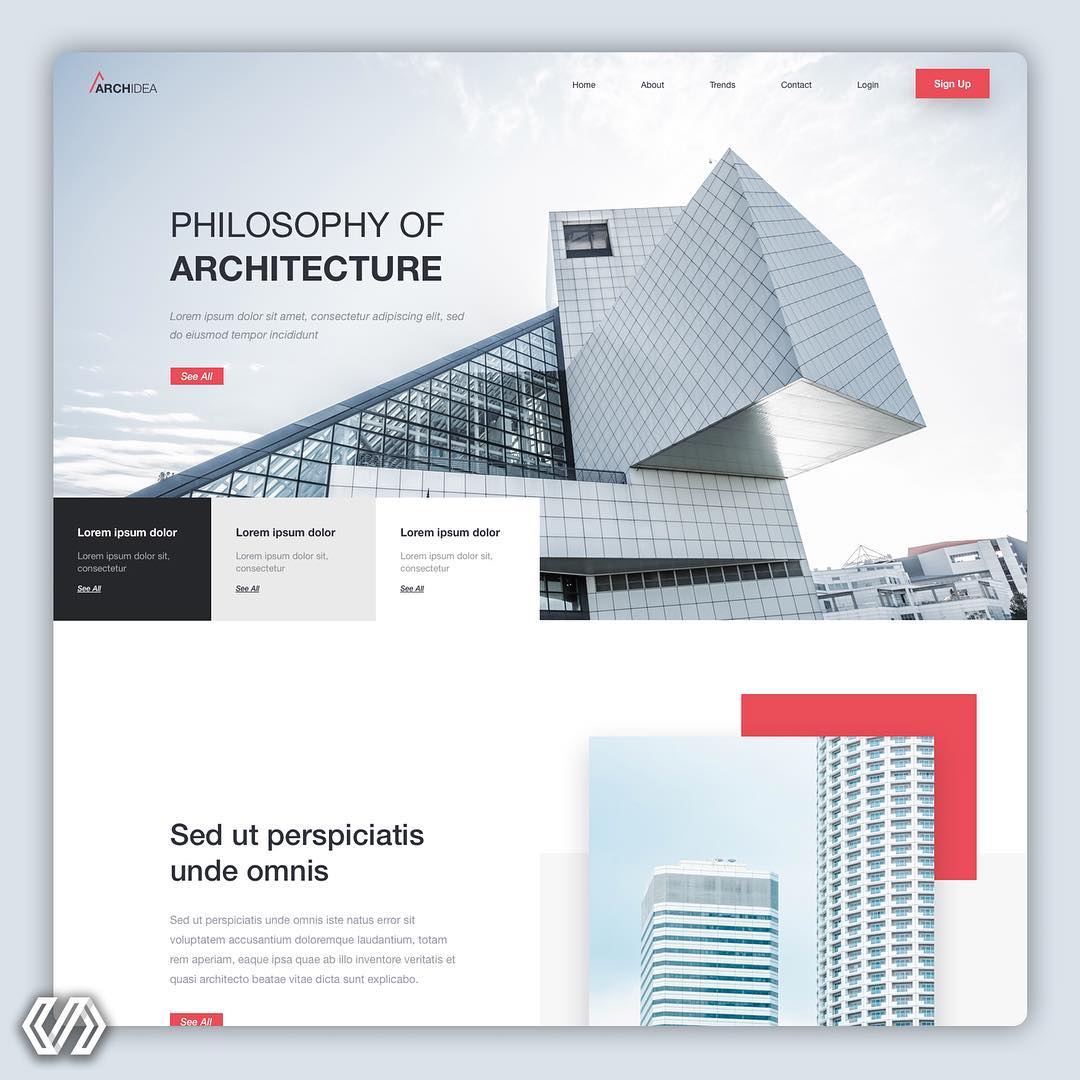 ARCHIDEA
Home About Trends Contact Login Sign Up
PHILOSOPHY OF
ARCHITECTURE
Lorem ipsum dolor sit amet, consectetur adipiscing elit, sed
do eiusmod tempor incididunt
See All
Lorem ipsum dolor
Lorem ipsum dolor sit,
consectetur
See All
Lorem ipsum dolor
Lorem ipsum dolor sit,
consectetur
See All
Lorem ipsum dolor
Lorem ipsum dolor sit,
consectetur
See All
Sed ut perspiciatis
unde omnis
Sed ut perspiciatis unde omnis iste natus error sit
voluptatem accusantium doloremque laudantium, totam
rem aperiam, eaque ipsa quae ab illo inventore veritatis et
quasi architecto beatae vitae dicta sunt explicabo.
See All